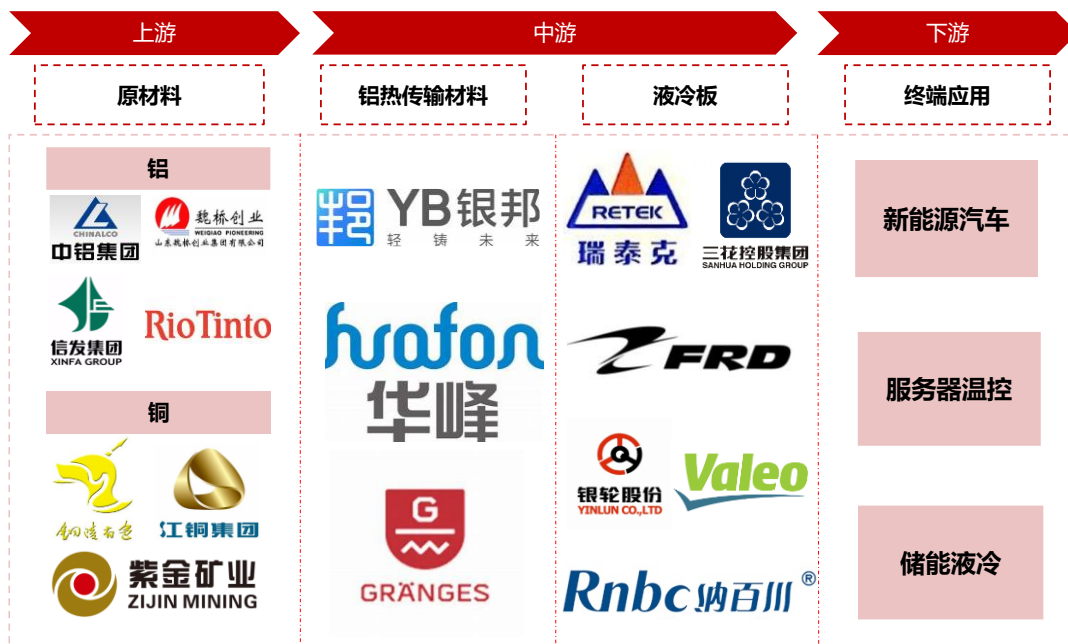 上游
中游
下游
原材料
铝热传输材料
液冷板
终端应用
铝
CHINALCO
中铝集团
魏桥创业
WEIQIAO PIONEERING
山东魏桥创业集团有限公司
信发集团
XINFA GROUP
RioTinto
铜
铜陵有色
江铜集团
紫金矿业
ZIJIN MINING
YB银邦
轻铸未来
huafon
华峰
G
GRÄNGES
RETEK
瑞泰克
三花控股集团
SANHUA HOLDING GROUP
FRD
银轮股份
YINLUN CO.,LTD
Valeo
Rnbc纳百川®
新能源汽车
服务器温控
储能液冷